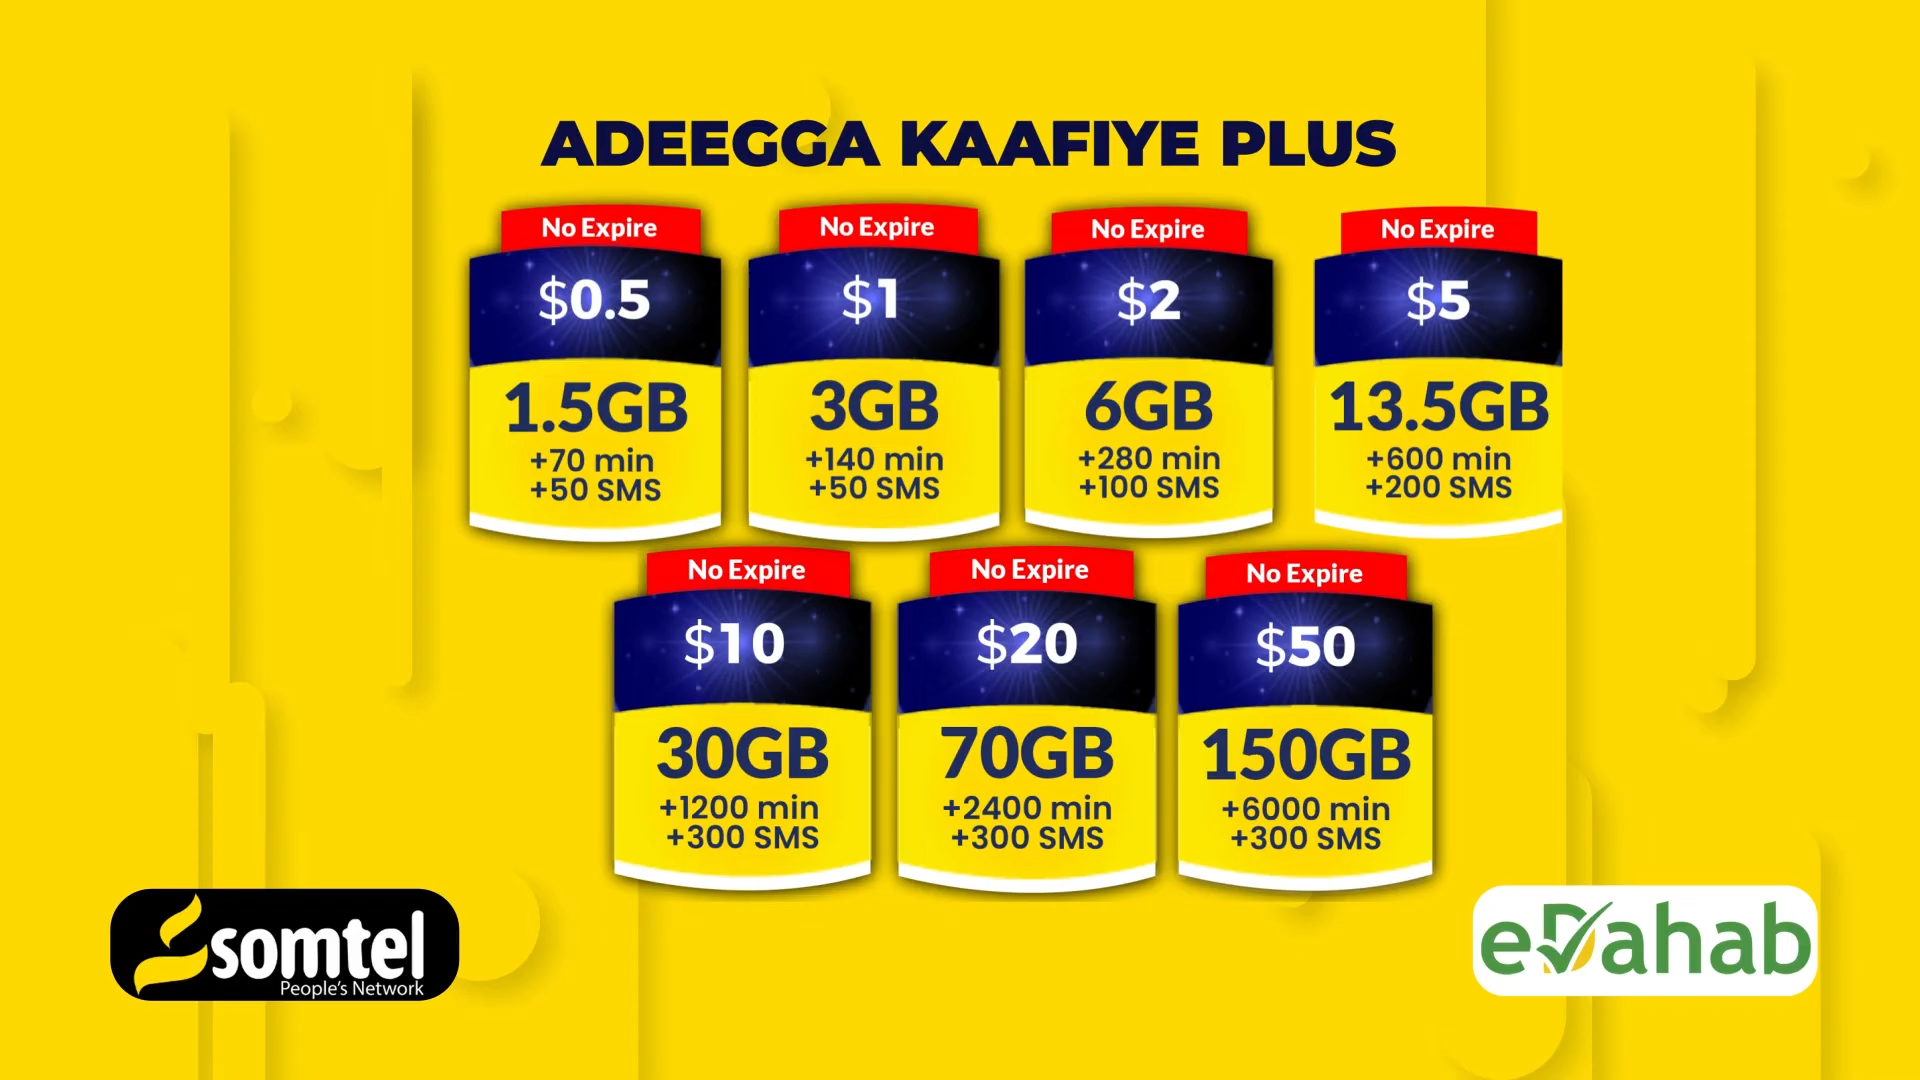 ADEEGGA KAAFIYE PLUS
No Expire
$0.5
1.5GB
+70 min
+50 SMS
No Expire
$1
3GB
+140 min
+50 SMS
No Expire
$2
6GB
+280 min
+100 SMS
No Expire
$5
13.5GB
+600 min
+200 SMS
No Expire
$10
30GB
+1200 min
+300 SMS
No Expire
$20
70GB
+2400 min
+300 SMS
No Expire
$50
150GB
+6000 min
+300 SMS
somtel
People's Network
eDahab